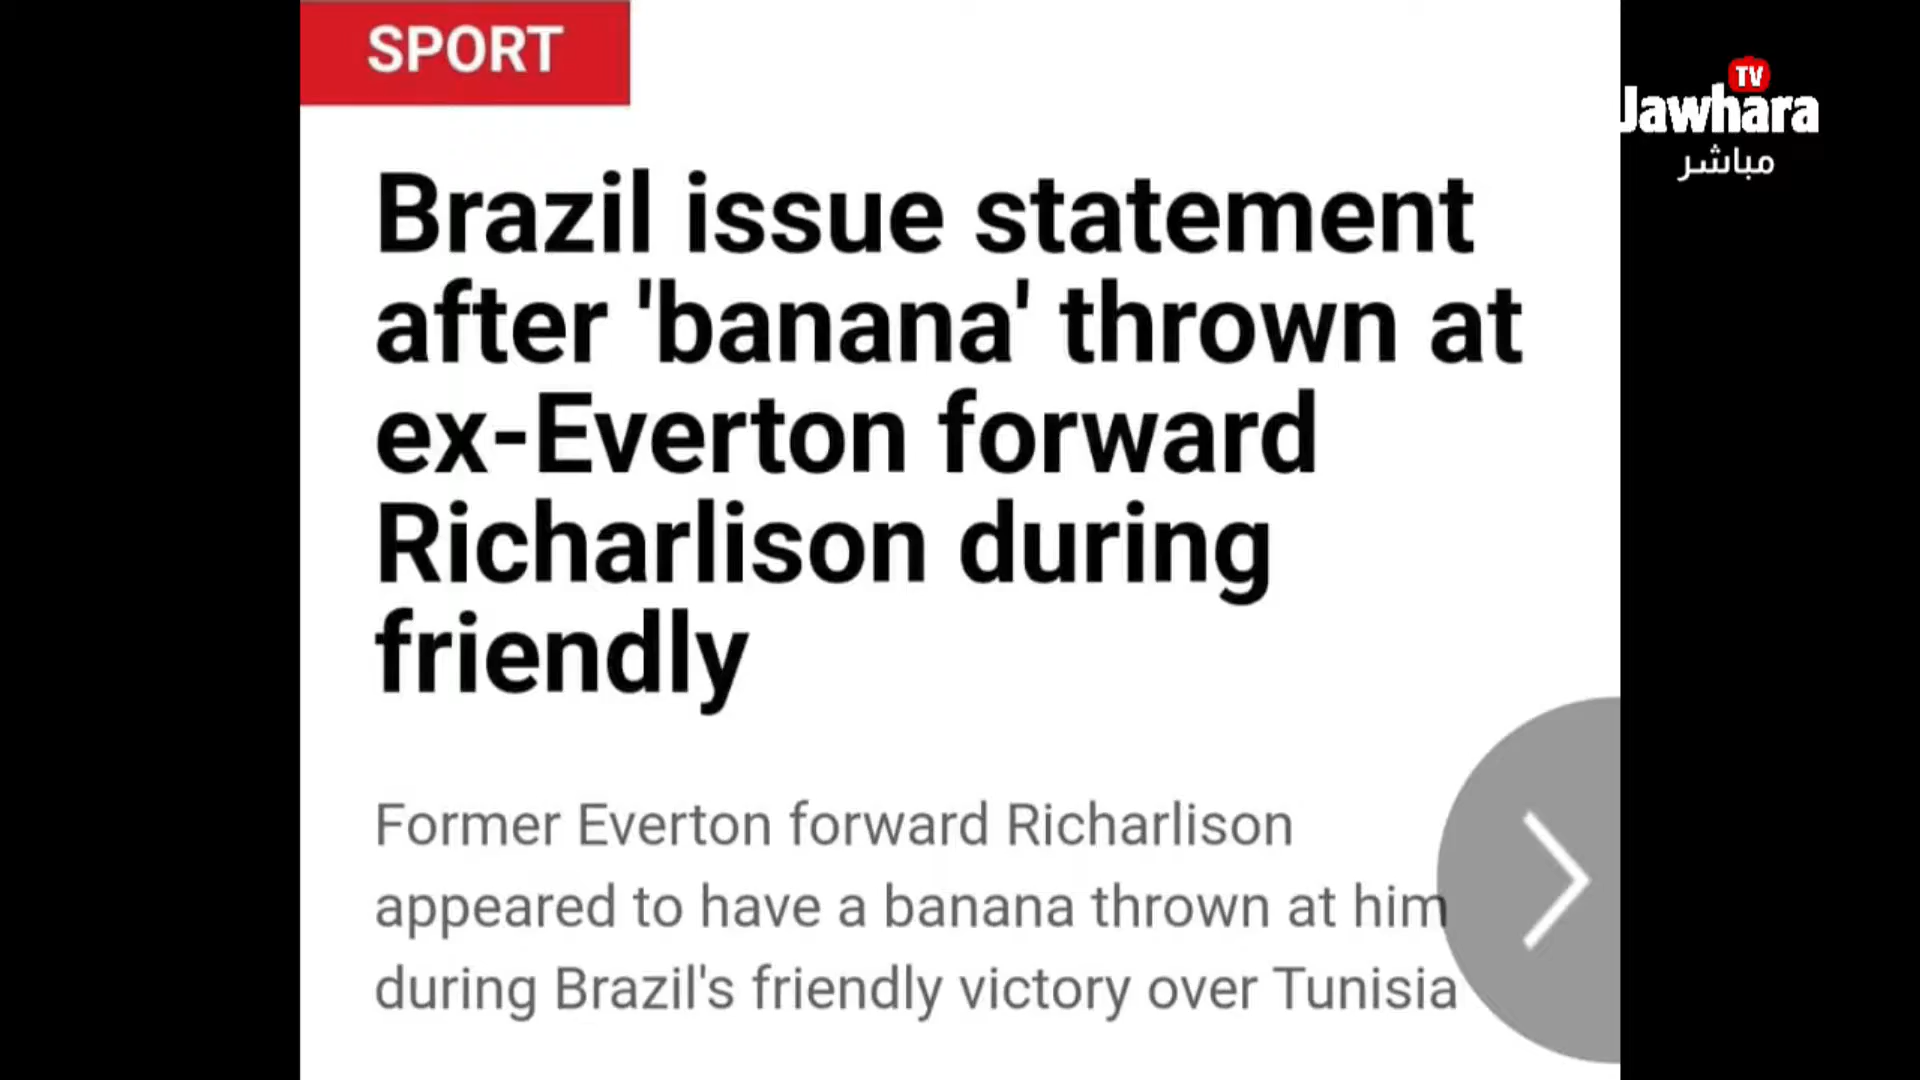 SPORT
TV
Jawhara
مباشر
Brazil issue statement
after 'banana' thrown at
ex-Everton forward
Richarlison during
friendly
Former Everton forward Richarlison
appeared to have a banana thrown at him
during Brazil's friendly victory over Tunisia